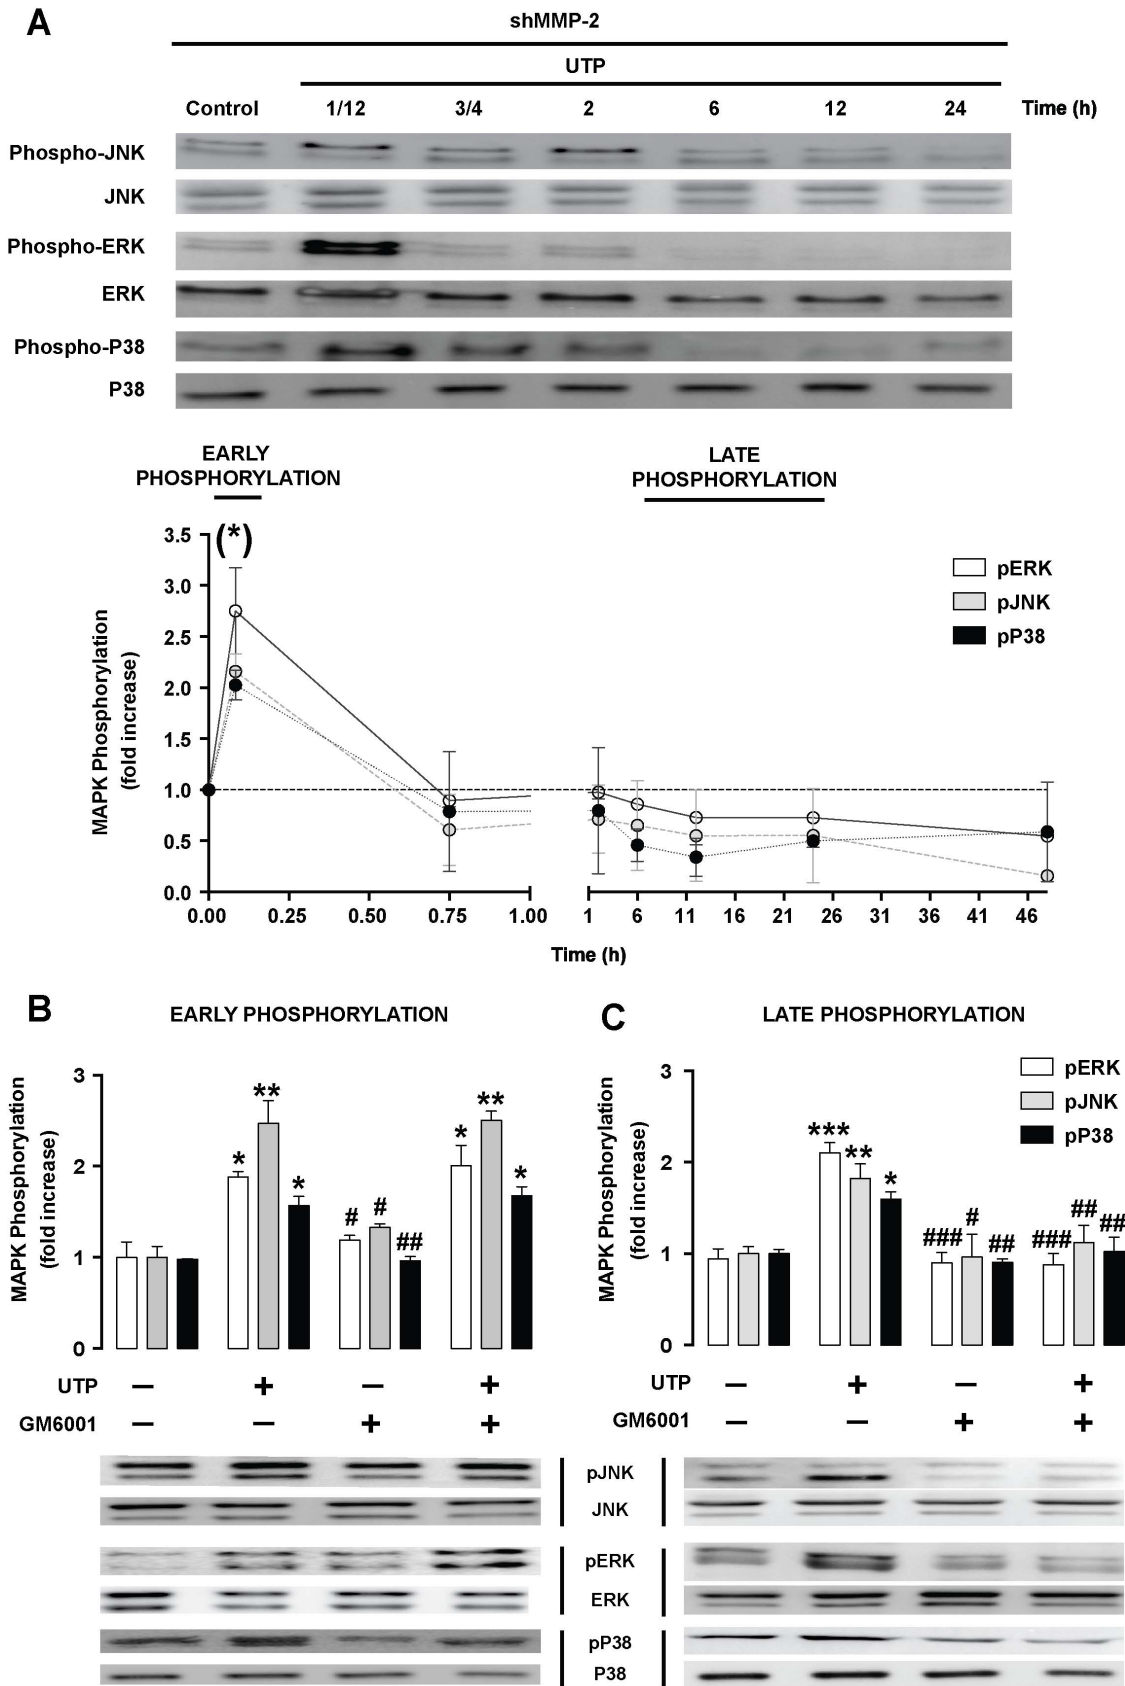 A
shMMP-2
UTP
Control 1/12 3/4 2 6 12 24 Time (h)
Phospho-JNK
JNK
Phospho-ERK
ERK
Phospho-P38
P38
EARLY
PHOSPHORYLATION
LATE
PHOSPHORYLATION
(*)
3.5
3.0
2.5
2.0
1.5
1.0
0.5
0.0
MAPK Phosphorylation
(fold increase)
pERK
pJNK
pP38
0.00 0.25 0.50 0.75 1.00 1 6 11 16 21 26 31 36 41 46
Time (h)
B
EARLY PHOSPHORYLATION
MAPK Phosphorylation
(fold increase)
3
2
1
0
* ** * # # ## * ** *
UTP − + − +
GM6001 − − + +
C
LATE PHOSPHORYLATION
MAPK Phosphorylation
(fold increase)
3
2
1
0
pERK
pJNK
pP38
*** ** * ### # ## ### ## ##
UTP − + − +
GM6001 − − + +
pJNK
JNK
pERK
ERK
pP38
P38